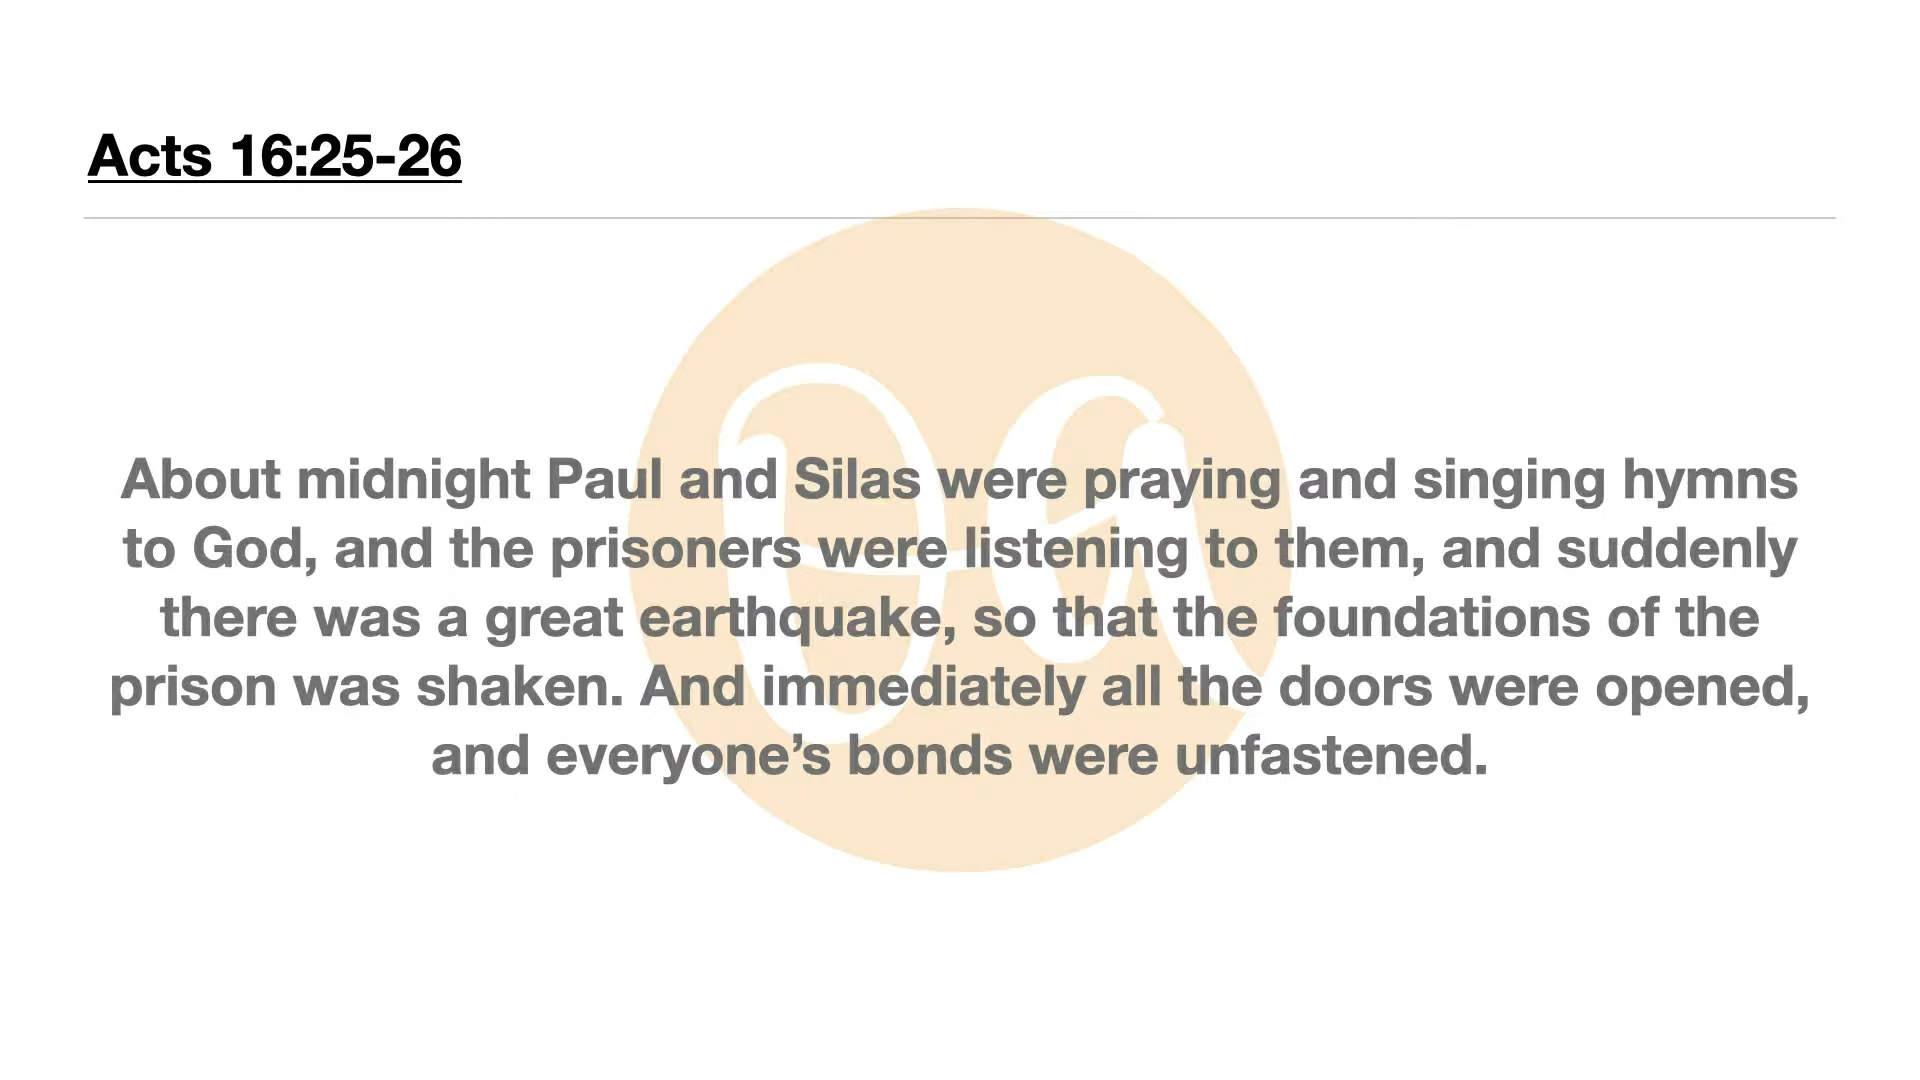 Acts 16:25-26
About midnight Paul and Silas were praying and singing hymns
to God, and the prisoners were listening to them, and suddenly
there was a great earthquake, so that the foundations of the
prison was shaken. And immediately all the doors were opened,
and everyone’s bonds were unfastened.